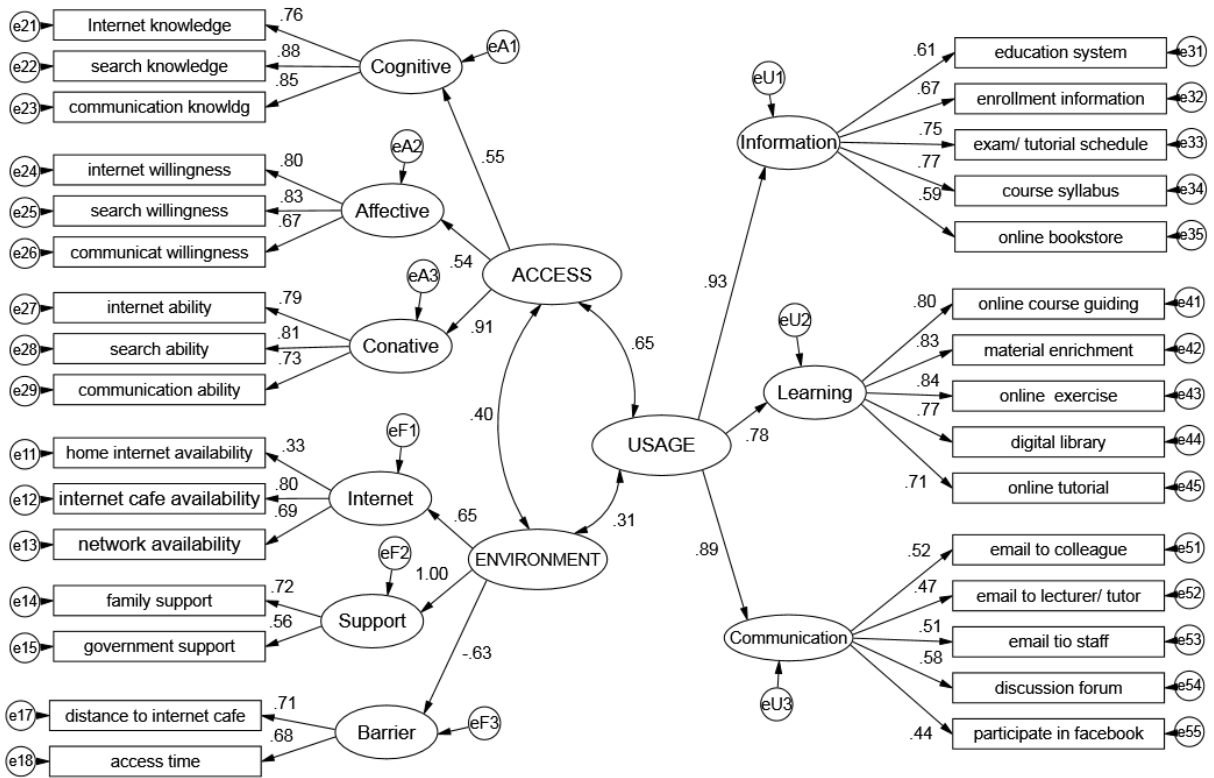 e21
Internet knowledge
.76
e22
search knowledge
.88
e23
communication knowldg
.85
Cognitive
eA1
.55
e24
internet willingness
.80
e25
search willingness
.83
e26
communicat willingness
.67
Affective
eA2
.54
e27
internet ability
.79
e28
search ability
.81
e29
communication ability
.73
Conative
eA3
.91
ACCESS
.65
.40
e11
home internet availability
.33
e12
internet cafe availability
.80
e13
network availability
.69
Internet
eF1
.65
e14
family support
.72
e15
government support
.56
Support
eF2
1.00
ENVIRONMENT
.31
e17
distance to internet cafe
.71
e18
access time
.68
Barrier
eF3
-.63
USAGE
.93
.78
.89
eU1
Information
.61
education system
e31
.67
enrollment information
e32
.75
exam/ tutorial schedule
e33
.77
course syllabus
e34
.59
online bookstore
e35
eU2
Learning
.80
online course guiding
e41
.83
material enrichment
e42
.84
online exercise
e43
.77
digital library
e44
.71
online tutorial
e45
Communication
eU3
.52
email to colleague
e51
.47
email to lecturer/ tutor
e52
.51
email tio staff
e53
.58
discussion forum
e54
.44
participate in facebook
e55